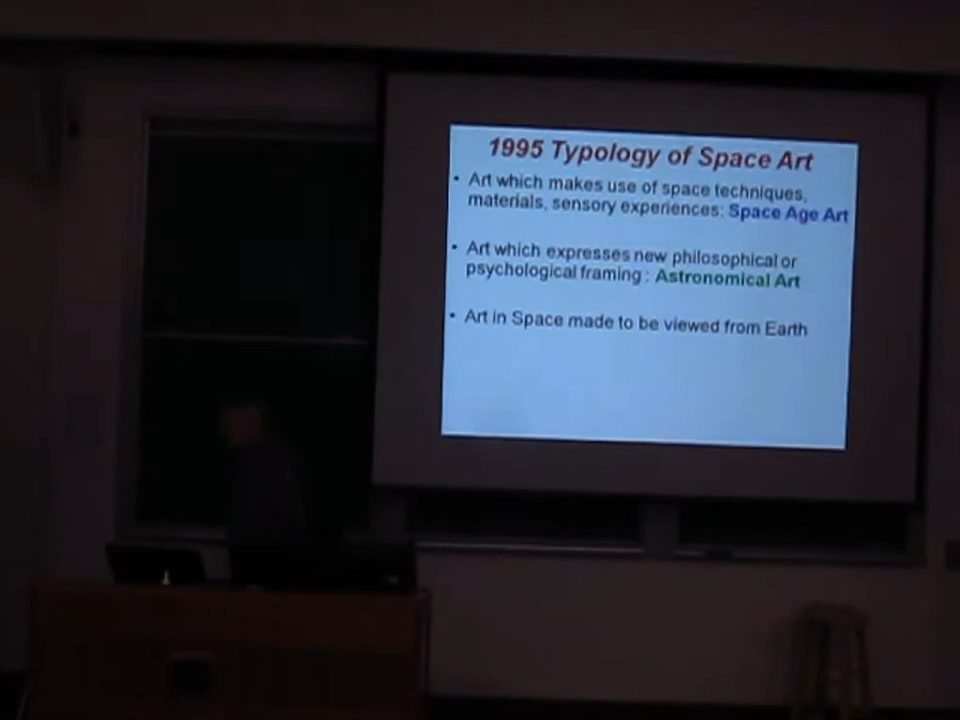 1995 Typology of Space Art
• Art which makes use of space techniques,
materials, sensory experiences: Space Age Art
• Art which expresses new philosophical or
psychological framing : Astronomical Art
• Art in Space made to be viewed from Earth